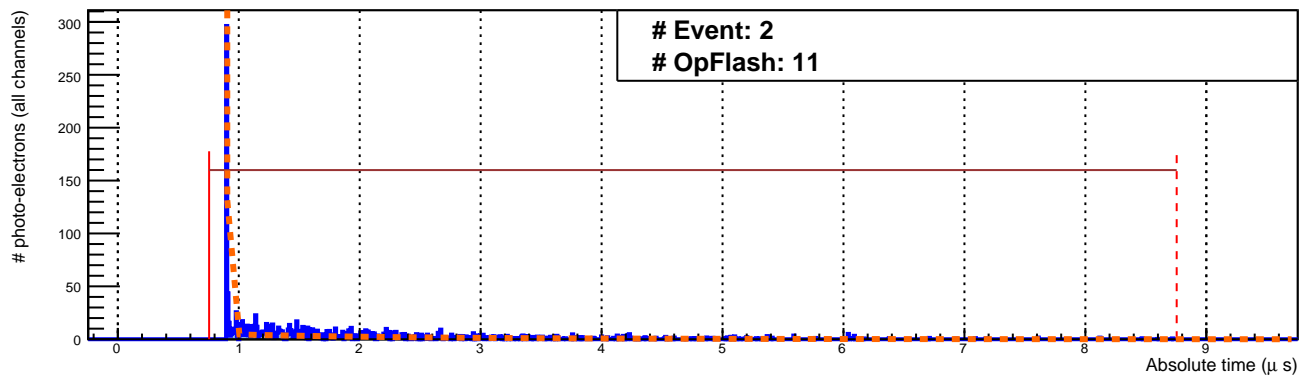 # Event: 2
# OpFlash: 11
# photo-electrons (all channels)
300
250
200
150
100
50
0
0 1 2 3 4 5 6 7 8 9
Absolute time (μ s)